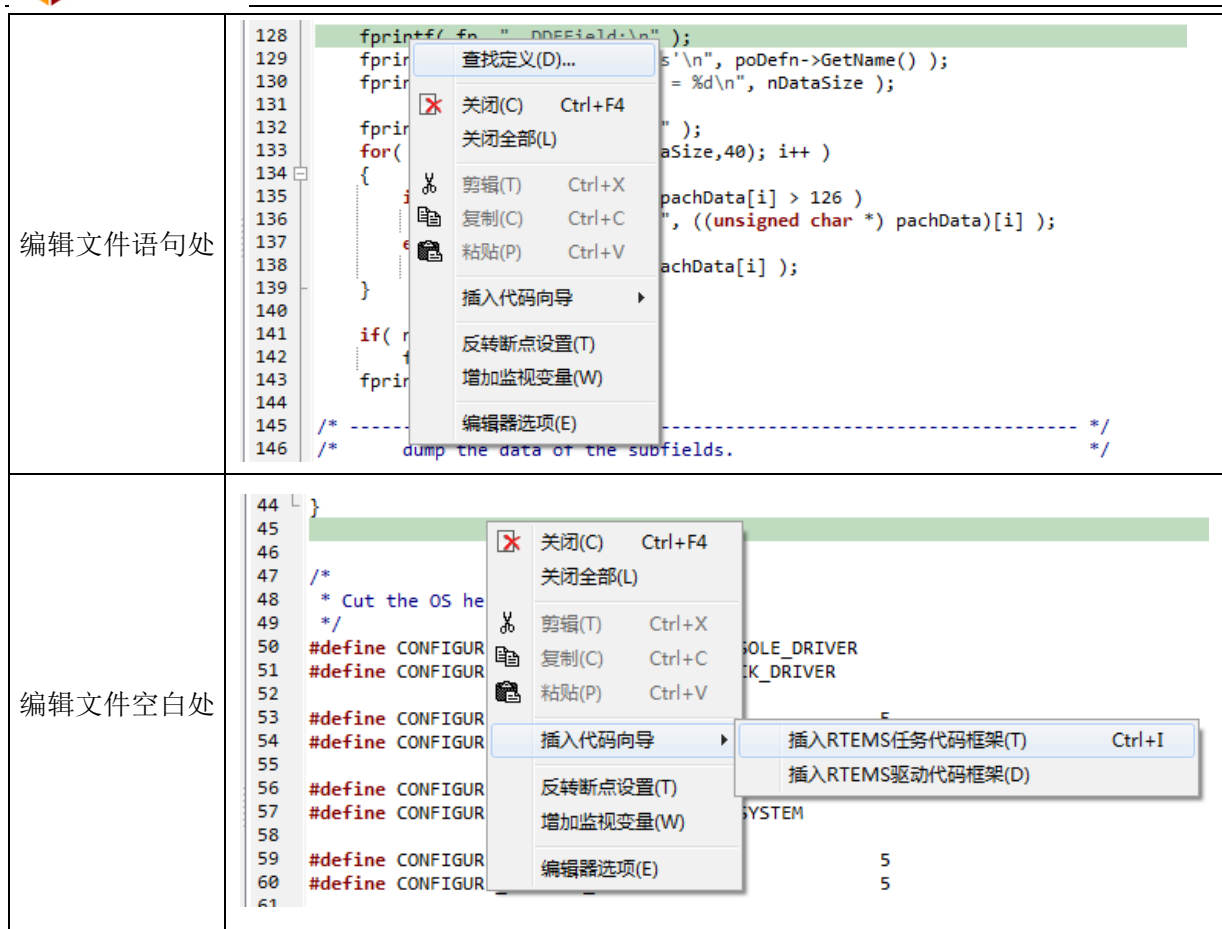 编辑文件语句处
128 fprintf( fp, " DDFField:\n" );
129 fprin s'\n", poDefn->GetName() );
130 fprin = %d\n", nDataSize );
131
132 fprin " );
133 for( aSize,40); i++ )
134 {
135 i pachData[i] > 126 )
136 ", ((unsigned char *) pachData)[i] );
137 e
138 achData[i] );
139 }
140
141 if(
142
143 fprin
144
145 /* ---------------------------------------------------------------- */
146 /* dump the data of the subfields. */
查找定义(D)...
关闭(C) Ctrl+F4
关闭全部(L)
剪辑(T) Ctrl+X
复制(C) Ctrl+C
粘贴(P) Ctrl+V
插入代码向导
反转断点设置(T)
增加监视变量(W)
编辑器选项(E)
编辑文件空白处
44 }
45
46
47 /*
48 * Cut the OS he
49 */
50 #define CONFIGUR SOLE_DRIVER
51 #define CONFIGUR CK_DRIVER
52
53 #define CONFIGUR 5
54 #define CONFIGUR
55
56 #define CONFIGUR
57 #define CONFIGUR SYSTEM
58
59 #define CONFIGUR 5
60 #define CONFIGUR 5
61
关闭(C) Ctrl+F4
关闭全部(L)
剪辑(T) Ctrl+X
复制(C) Ctrl+C
粘贴(P) Ctrl+V
插入代码向导
反转断点设置(T)
增加监视变量(W)
编辑器选项(E)
插入RTEMS任务代码框架(T) Ctrl+I
插入RTEMS驱动代码框架(D)